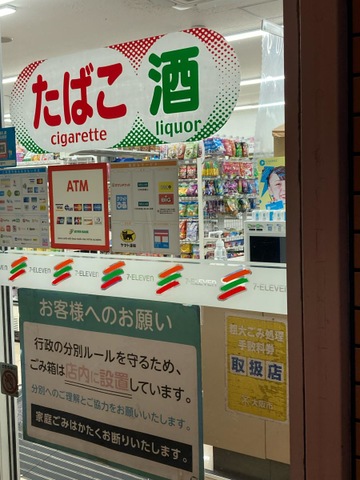 たばこ
cigarette
酒
liquor
ATM
ヤマト運輸
7-ELEVEN 7-ELEVEN 7-ELEVEN 7-ELEVEN 7-ELEVEN
お客様へのお願い
行政の分別ルールを守るため、
ごみ箱は店内に設置しています。
分別へのご理解とご協力をお願いいたします。
家庭ごみはかたくお断りいたします。
粗大ごみ処理
手数料券
取扱店